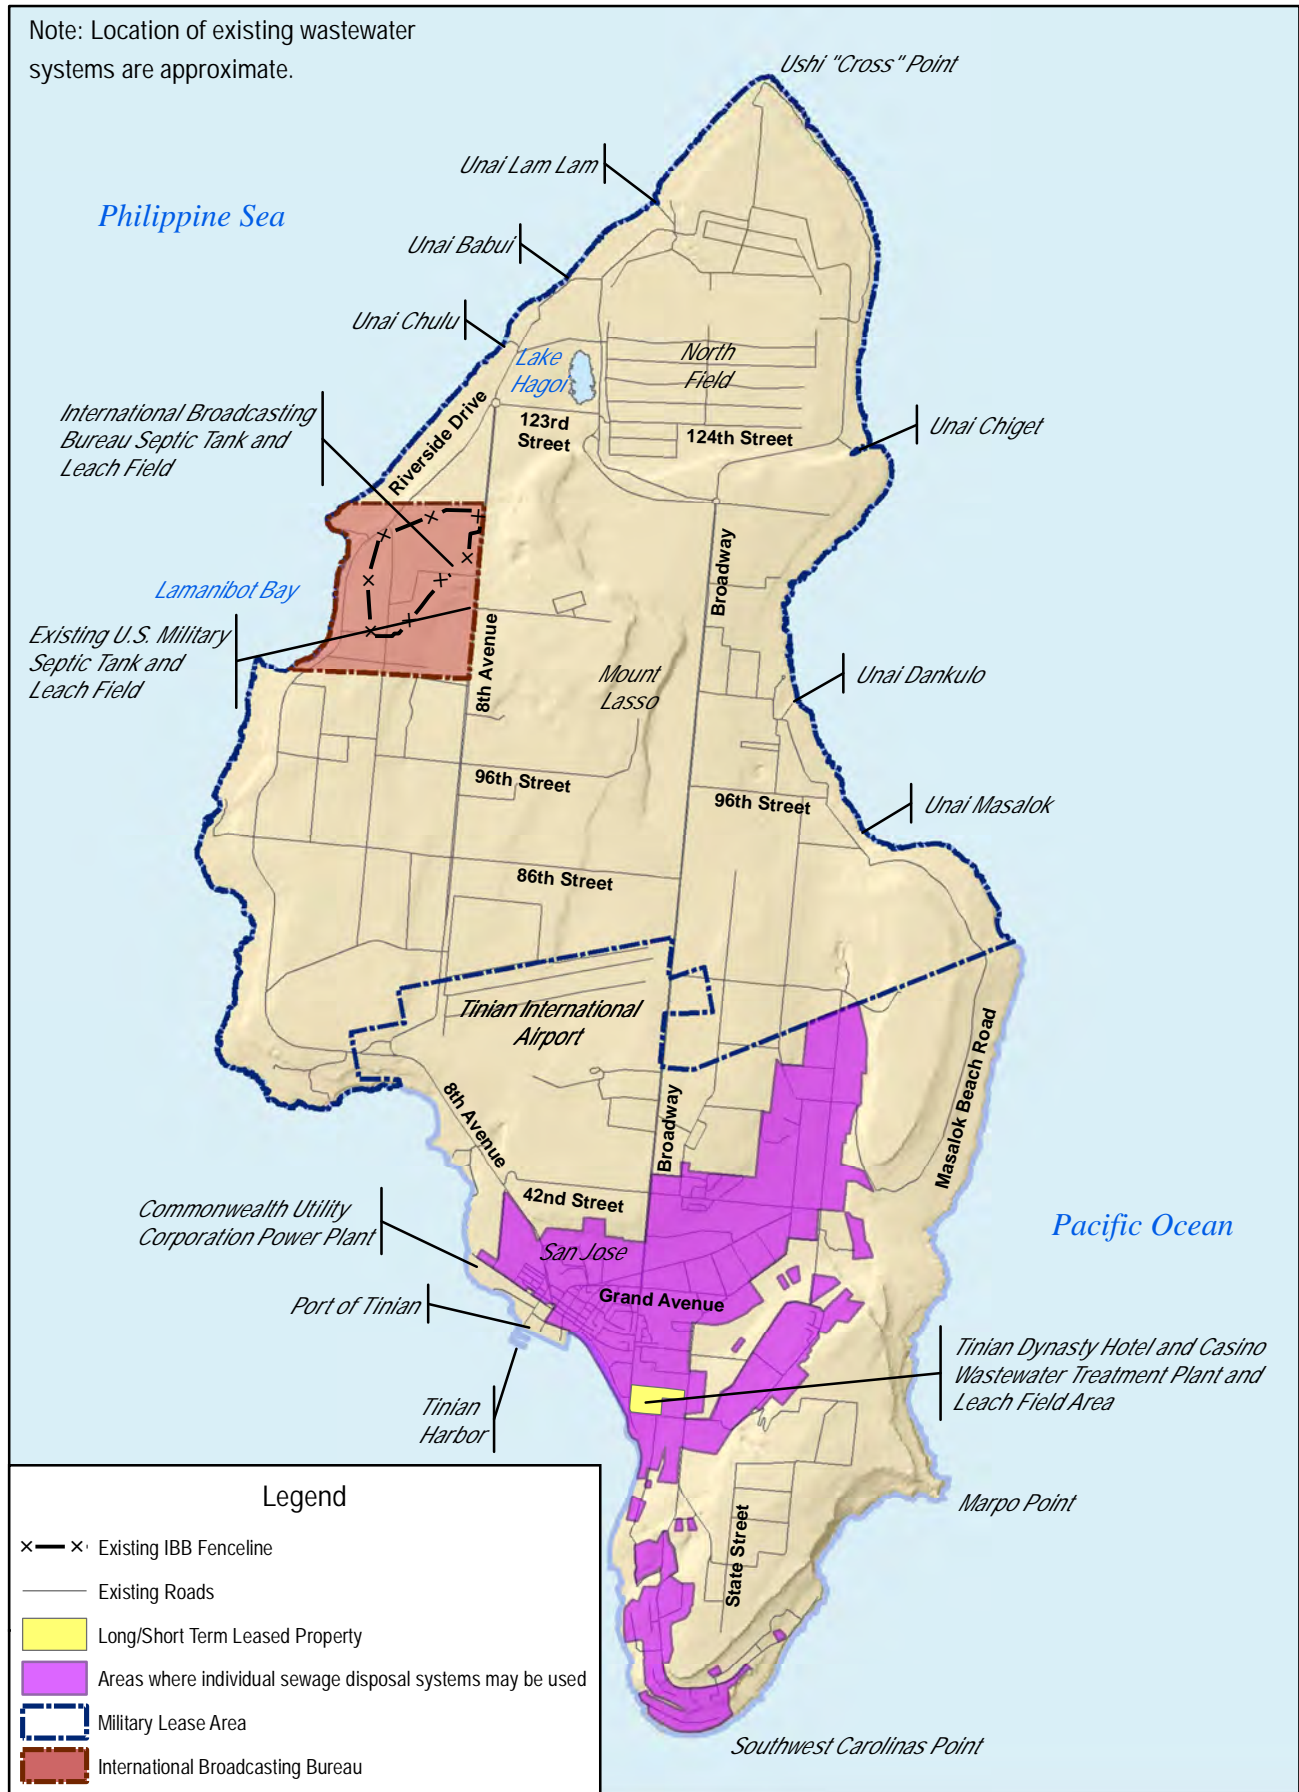 Note: Location of existing wastewater
systems are approximate.
Ushi "Cross" Point
Unai Lam Lam
Philippine Sea
Unai Babui
Unai Chulu
Lake
Hagoi
North
Field
International Broadcasting
Bureau Septic Tank and
Leach Field
Riverside Drive
123rd
Street
124th Street
Unai Chiget
Lamanibot Bay
Broadway
Existing U.S. Military
Septic Tank and
Leach Field
8th Avenue
Mount
Lasso
Unai Dankulo
96th Street
96th Street
Unai Masalok
86th Street
Tinian International
Airport
8th Avenue
Broadway
Masalok Beach Road
42nd Street
Commonwealth Utility
Corporation Power Plant
San Jose
Pacific Ocean
Port of Tinian
Grand Avenue
Tinian Dynasty Hotel and Casino
Wastewater Treatment Plant and
Leach Field Area
Tinian
Harbor
Marpo Point
State Street
Southwest Carolinas Point
Legend
Existing IBB Fenceline
Existing Roads
Long/Short Term Leased Property
Areas where individual sewage disposal systems may be used
Military Lease Area
International Broadcasting Bureau